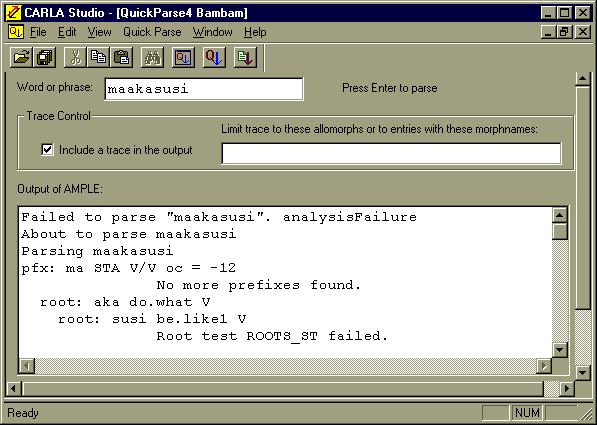 CARLA Studio - [QuickParse4 Bambam]
File Edit View Quick Parse Window Help
Word or phrase: maakasusi Press Enter to parse
Trace Control
Limit trace to these allomorphs or to entries with these morphnames:
Include a trace in the output
Output of AMPLE:
Failed to parse "maakasusi". analysisFailure
About to parse maakasusi
Parsing maakasusi
pfx: ma STA V/V oc = -12
No more prefixes found.
root: aka do.what V
root: susi be.like1 V
Root test ROOTS_ST failed.
Ready NUM